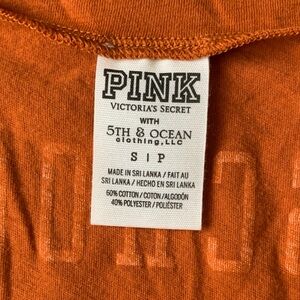 PINK
VICTORIA'S SECRET
WITH
5TH & OCEAN
clothing, LLC
S | P
MADE IN SRI LANKA / FAIT AU
SRI LANKA / HECHO EN SRI LANKA
60% COTTON / COTON / ALGODÓN
40% POLYESTER / POLIÉSTER